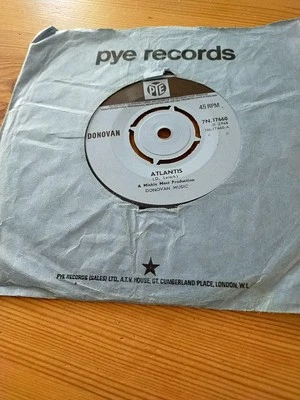 pye records
PYE
45 RPM
DONOVAN
7N. 17660
ATLANTIS
(D. Leitch)
A Mickie Most Production
DONOVAN MUSIC
PYE RECORDS (SALES) LTD., A.T.V. HOUSE, GT. CUMBERLAND PLACE, LONDON, W.1.